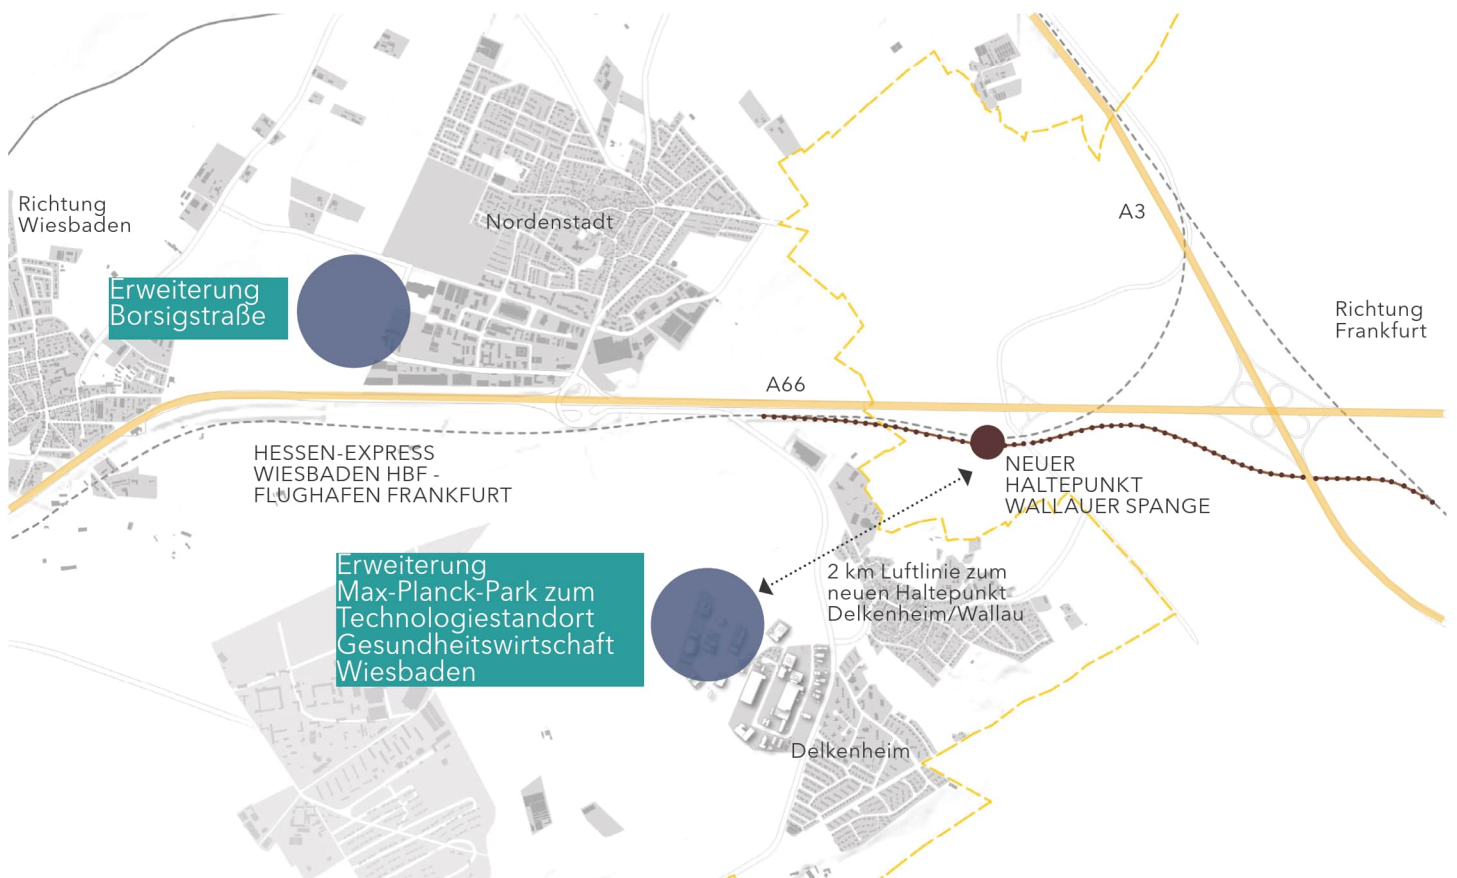 Richtung
Wiesbaden
Nordenstadt
A3
Erweiterung
Borsigstraße
Richtung
Frankfurt
A66
HESSEN-EXPRESS
WIESBADEN HBF -
FLUGHAFEN FRANKFURT
NEUER
HALTEPUNKT
WALLAUER SPANGE
Erweiterung
Max-Planck-Park zum
Technologiestandort
Gesundheitswirtschaft
Wiesbaden
2 km Luftlinie zum
neuen Haltepunkt
Delkenheim/Wallau
Delkenheim